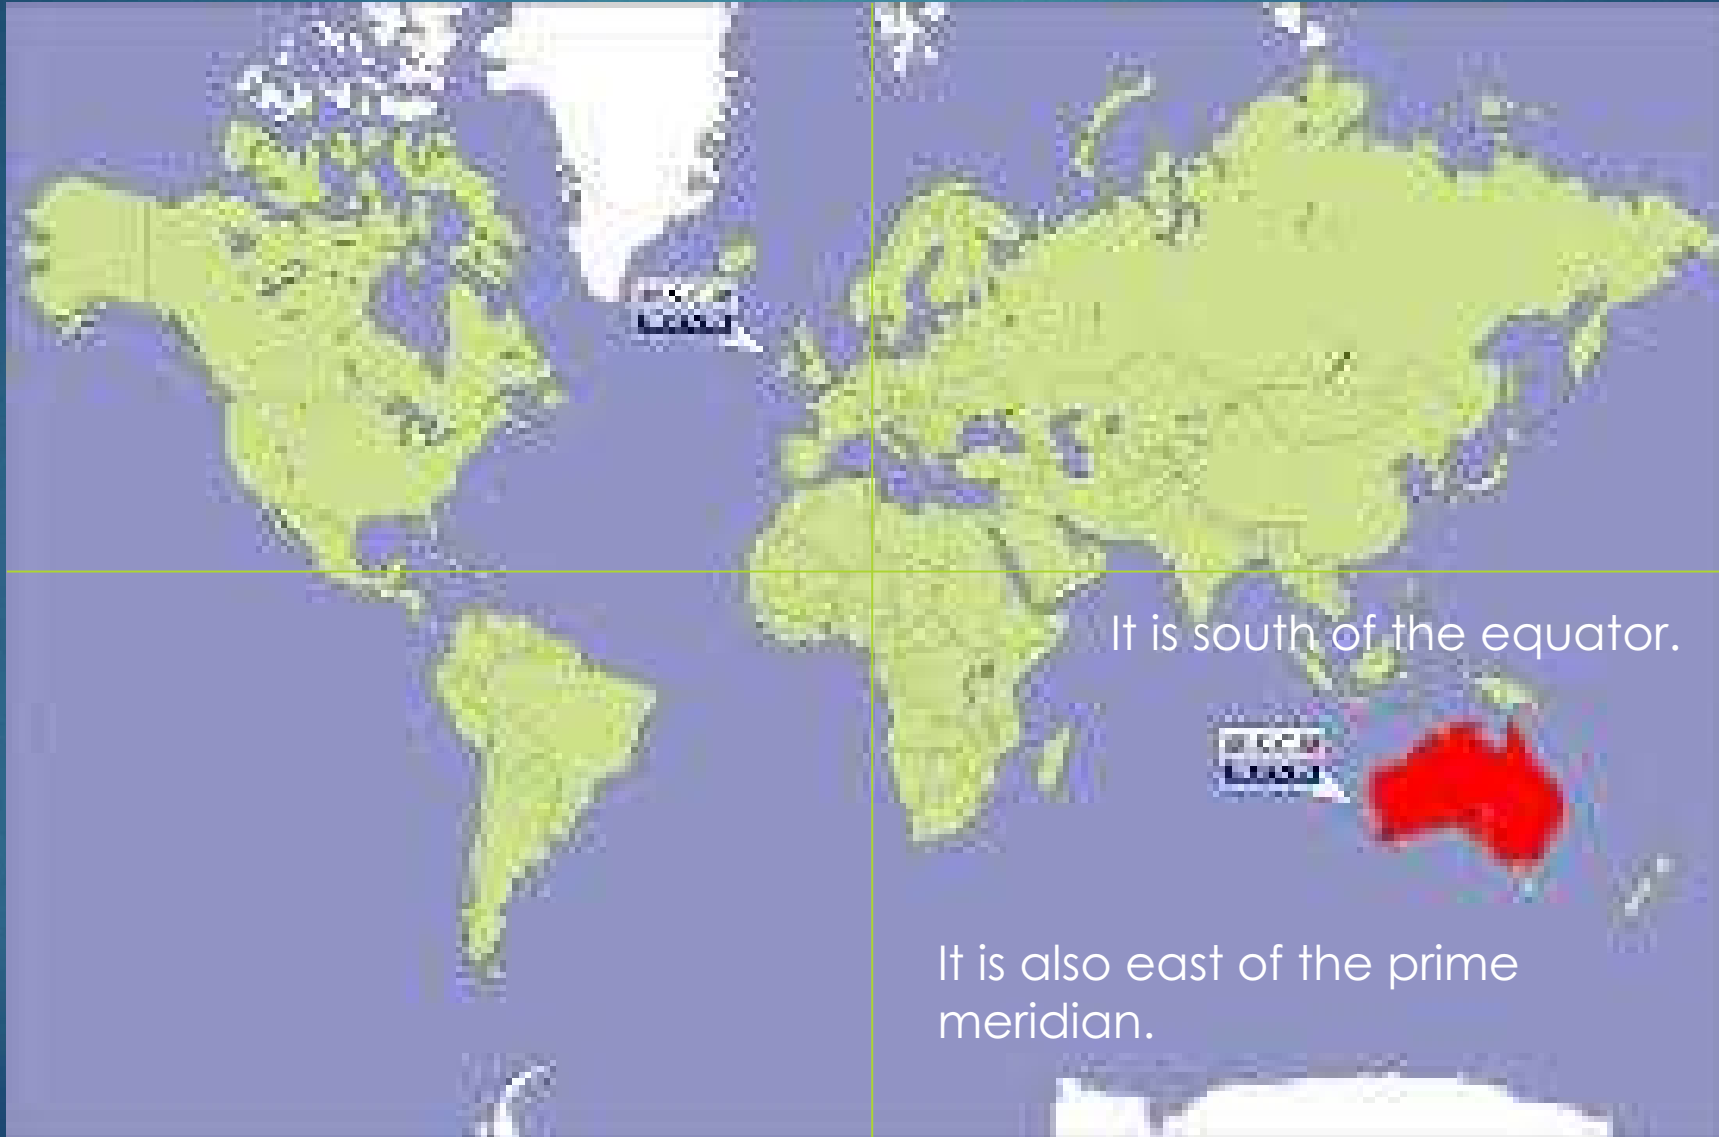 It is south of the equator.
It is also east of the prime
meridian.